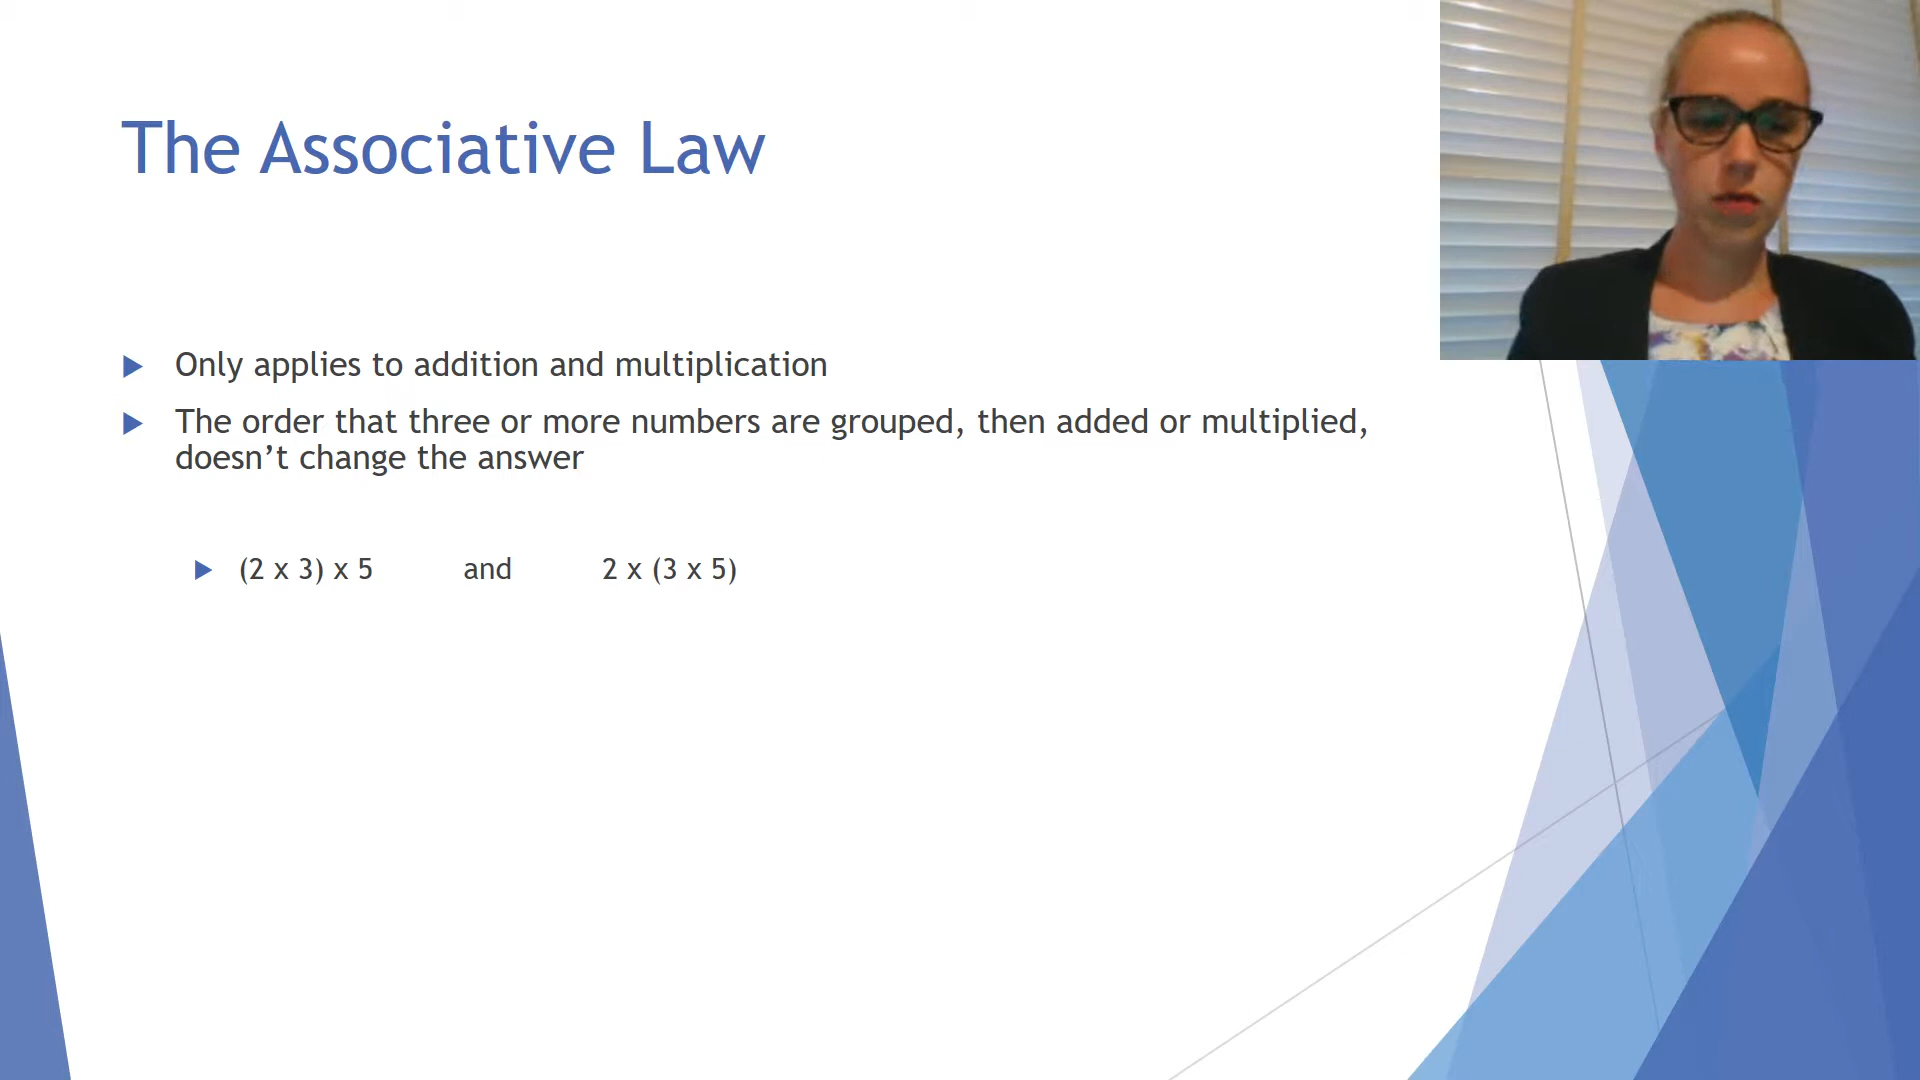 The Associative Law
Only applies to addition and multiplication
The order that three or more numbers are grouped, then added or multiplied,
doesn’t change the answer
(2 x 3) x 5 and 2 x (3 x 5)